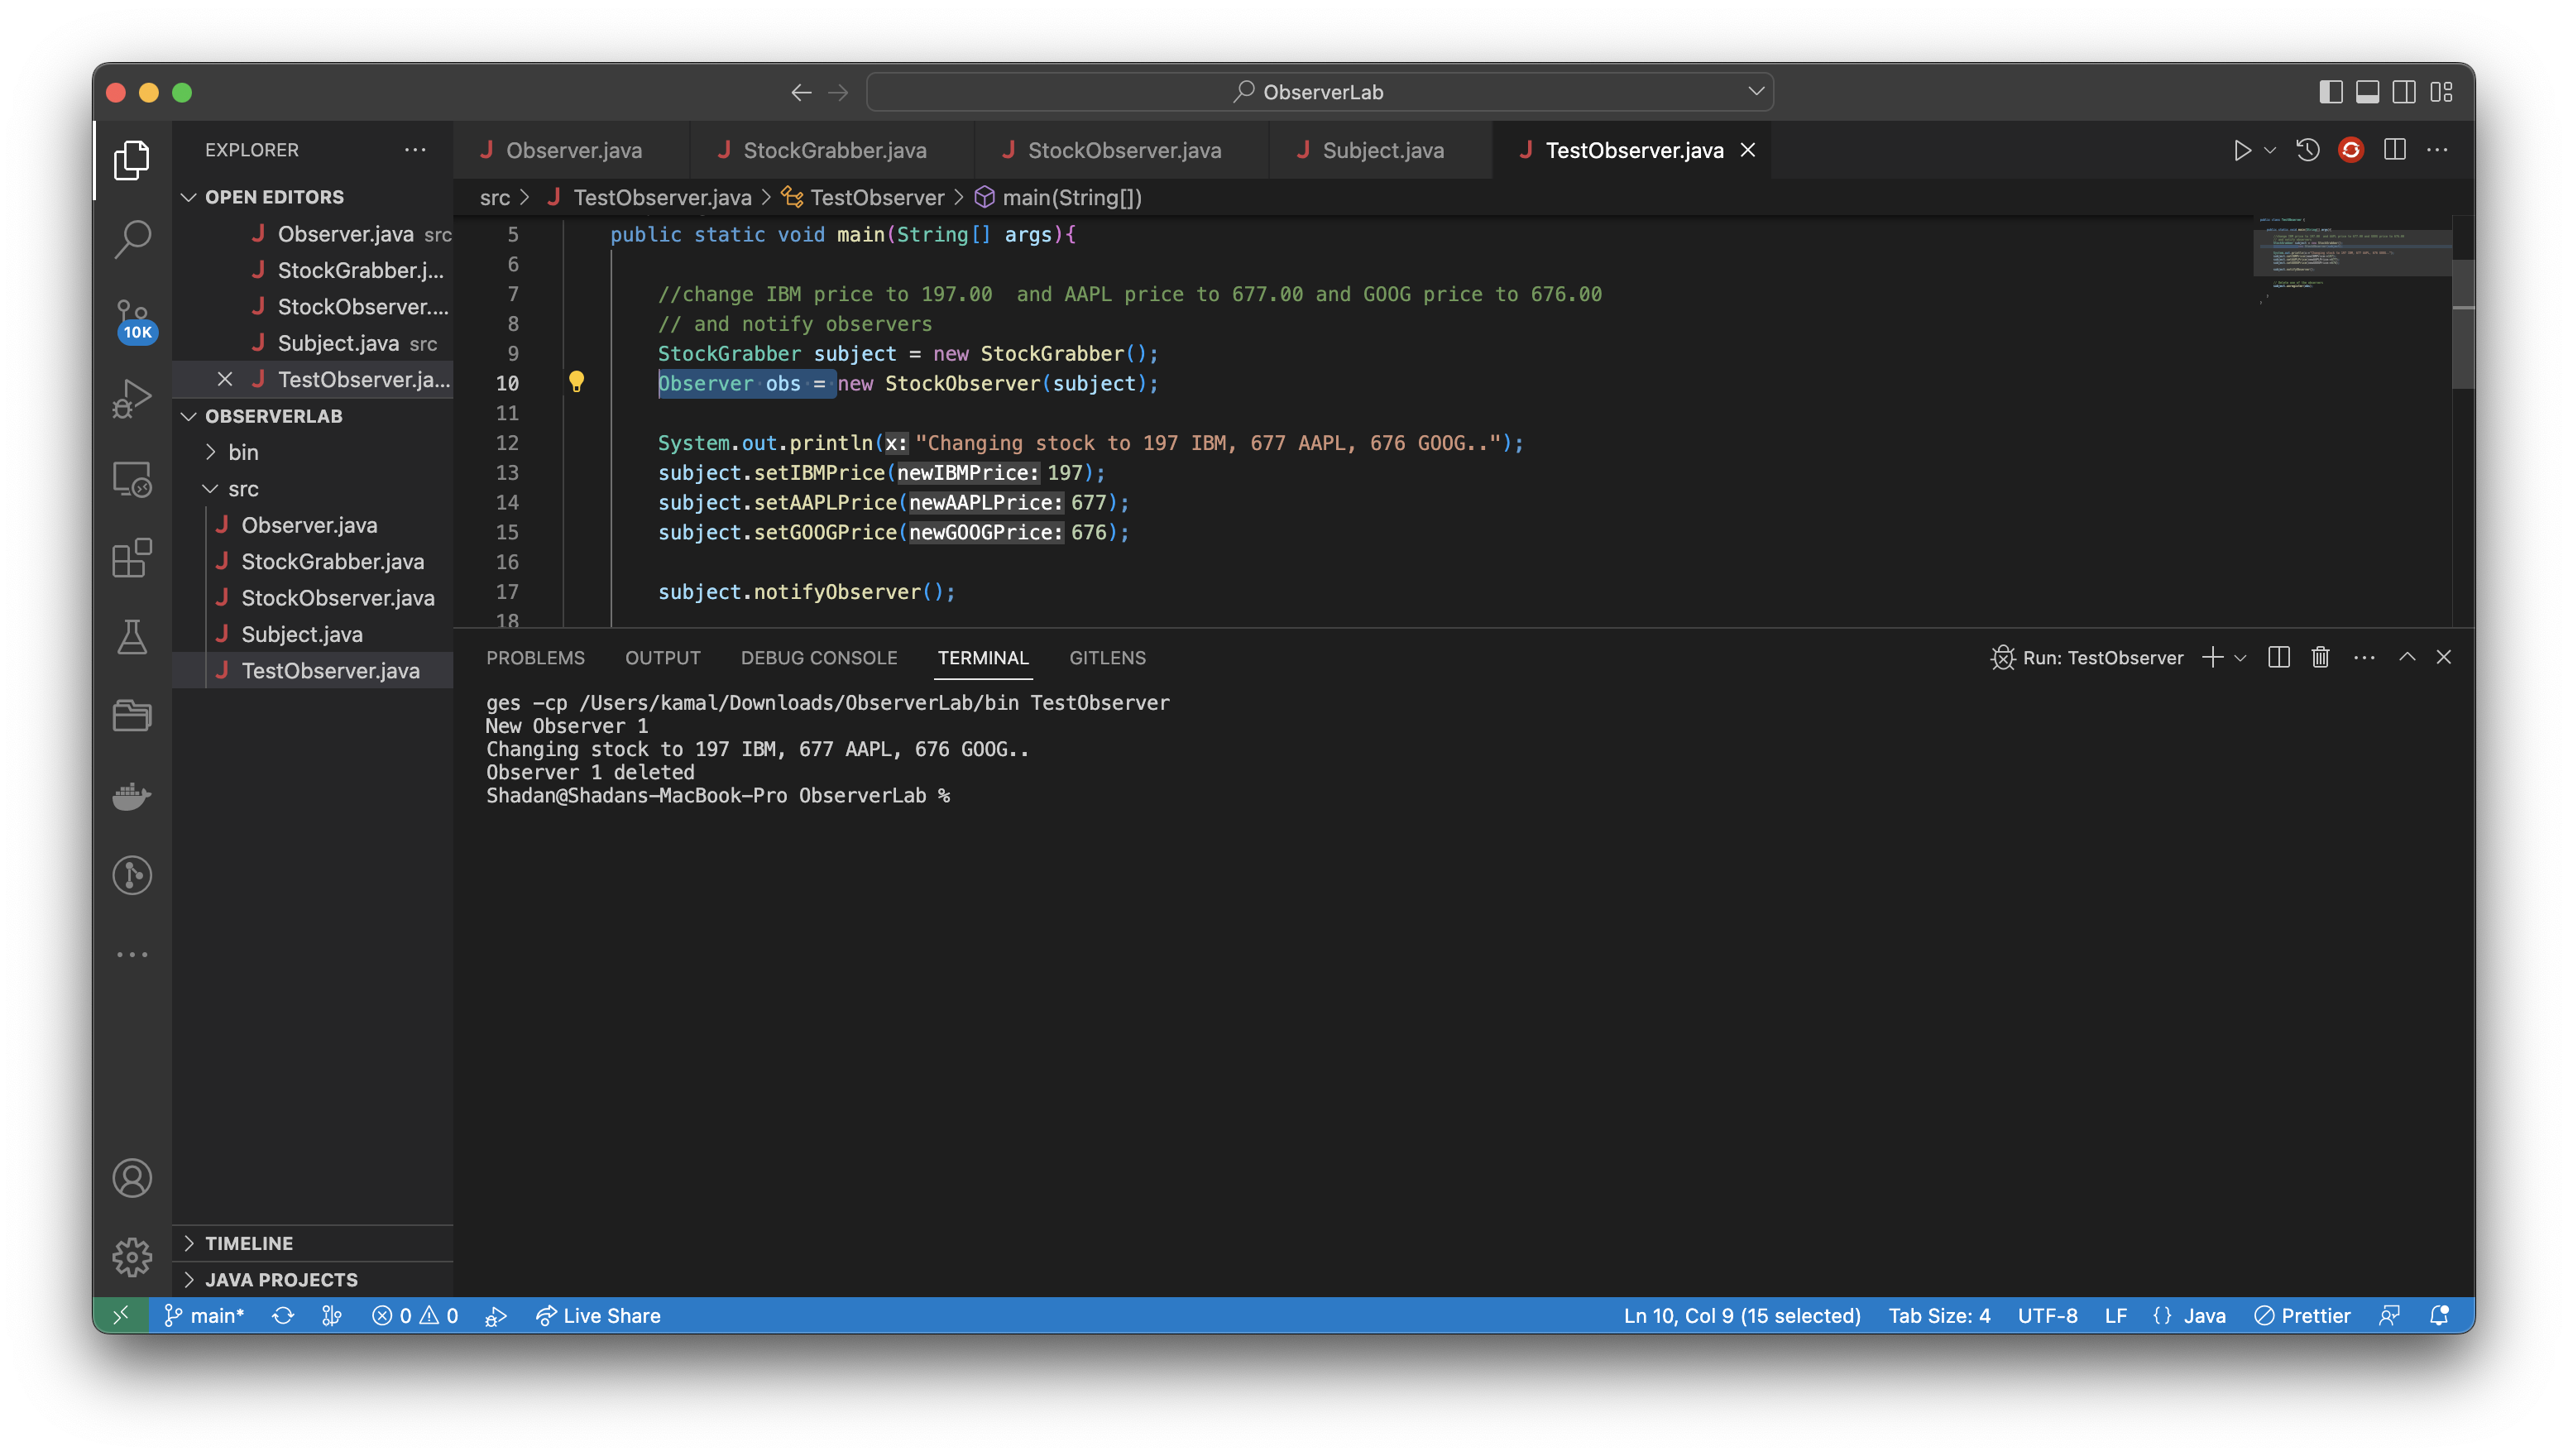 ObserverLab
EXPLORER
OPEN EDITORS
Observer.java src
StockGrabber.j...
StockObserver....
Subject.java src
TestObserver.ja...
OBSERVERLAB
bin
src
Observer.java
StockGrabber.java
StockObserver.java
Subject.java
TestObserver.java
TIMELINE
JAVA PROJECTS
10K
Observer.java StockGrabber.java StockObserver.java Subject.java TestObserver.java
src > TestObserver.java > TestObserver > main(String[])
5 public static void main(String[] args){
6
7 //change IBM price to 197.00  and AAPL price to 677.00 and GOOG price to 676.00
8 // and notify observers
9 StockGrabber subject = new StockGrabber();
10 Observer obs = new StockObserver(subject);
11
12 System.out.println(x: "Changing stock to 197 IBM, 677 AAPL, 676 GOOG..");
13 subject.setIBMPrice(newIBMPrice: 197);
14 subject.setAAPLPrice(newAAPLPrice: 677);
15 subject.setGOOGPrice(newGOOGPrice: 676);
16
17 subject.notifyObserver();
18
PROBLEMS OUTPUT DEBUG CONSOLE TERMINAL GITLENS Run: TestObserver
ges -cp /Users/kamal/Downloads/ObserverLab/bin TestObserver
New Observer 1
Changing stock to 197 IBM, 677 AAPL, 676 GOOG..
Observer 1 deleted
Shadan@Shadans-MacBook-Pro ObserverLab %
main* 0 0 Live Share Ln 10, Col 9 (15 selected) Tab Size: 4 UTF-8 LF {} Java Prettier